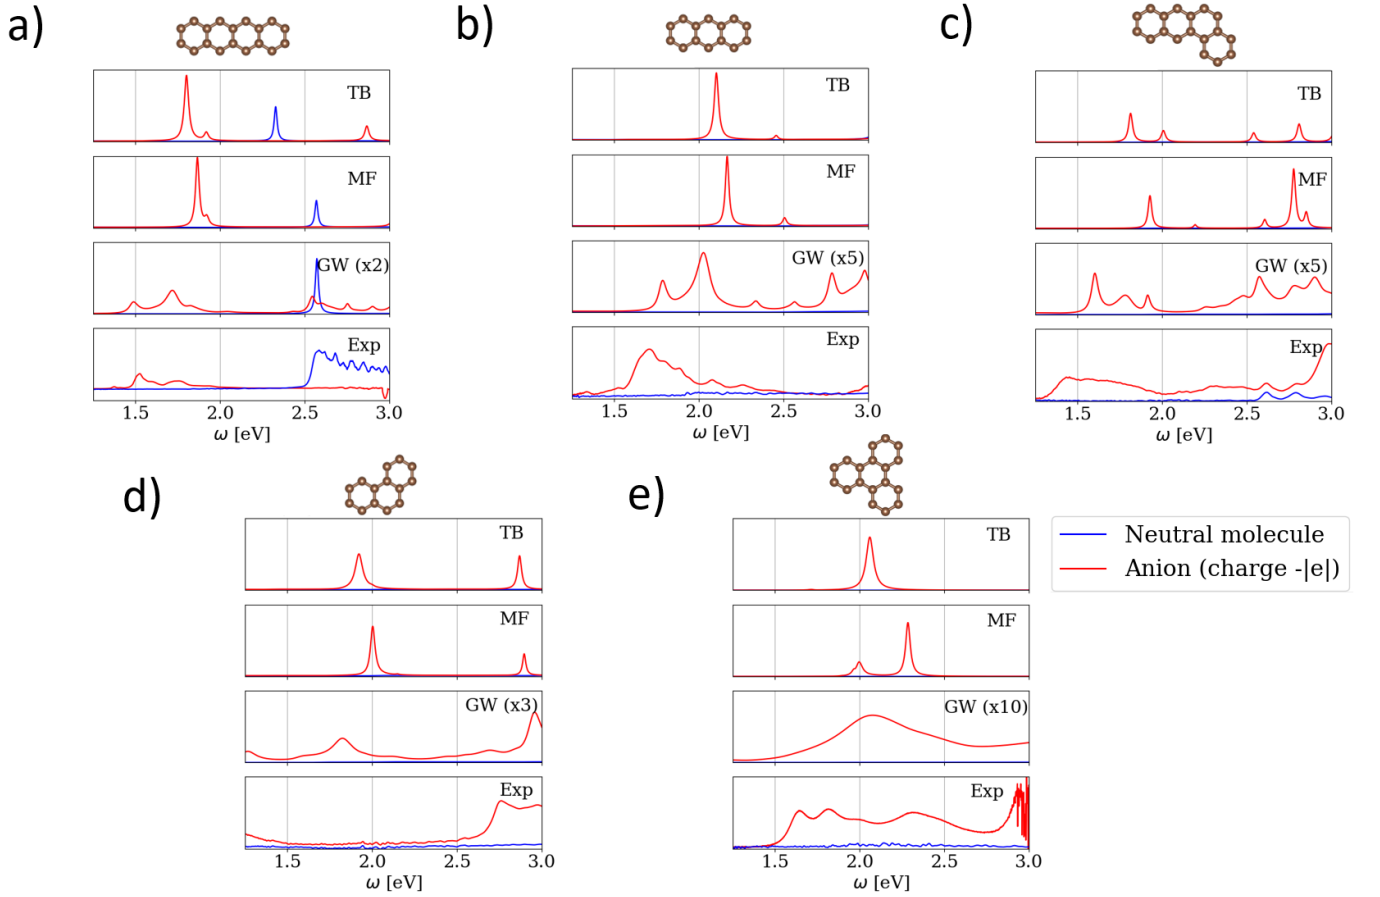 a)
TB
MF
GW (x2)
Exp
1.5 2.0 2.5 3.0
ω [eV]
b)
TB
MF
GW (x5)
Exp
1.5 2.0 2.5 3.0
ω [eV]
c)
TB
MF
GW (x5)
Exp
1.5 2.0 2.5 3.0
ω [eV]
d)
TB
MF
GW (x3)
Exp
1.5 2.0 2.5 3.0
ω [eV]
e)
TB
MF
GW (x10)
Exp
1.5 2.0 2.5 3.0
ω [eV]
Neutral molecule
Anion (charge -|e|)